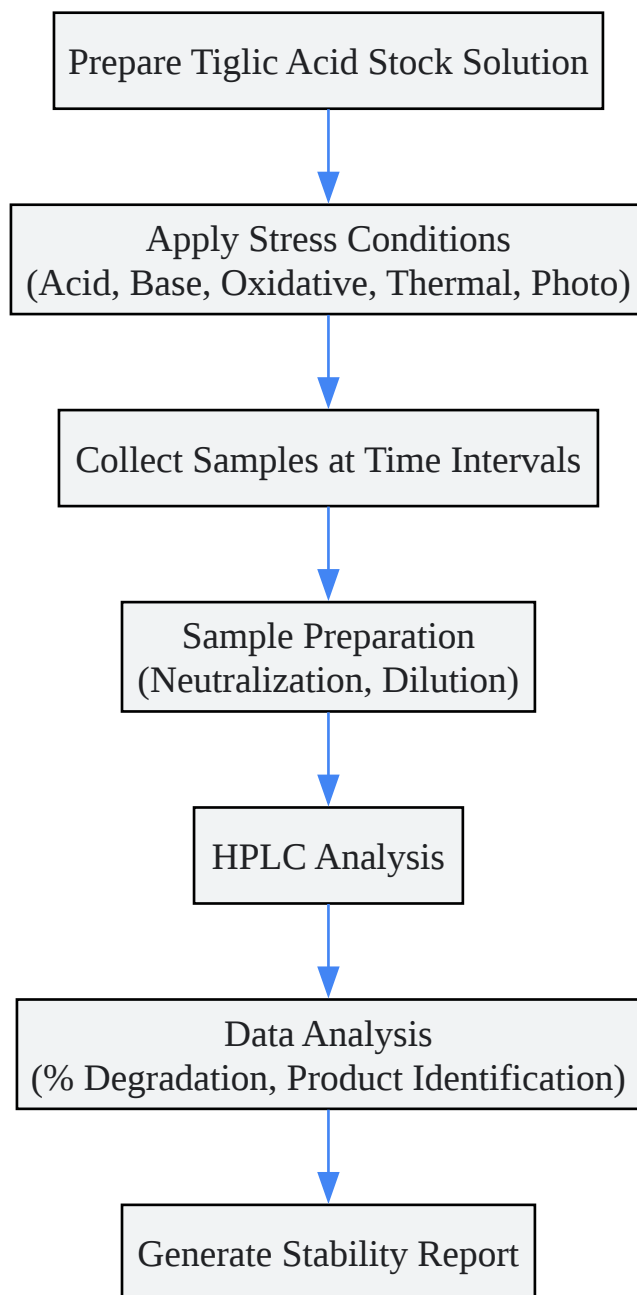 Prepare Tiglic Acid Stock Solution
Apply Stress Conditions
(Acid, Base, Oxidative, Thermal, Photo)
Collect Samples at Time Intervals
Sample Preparation
(Neutralization, Dilution)
HPLC Analysis
Data Analysis
(% Degradation, Product Identification)
Generate Stability Report